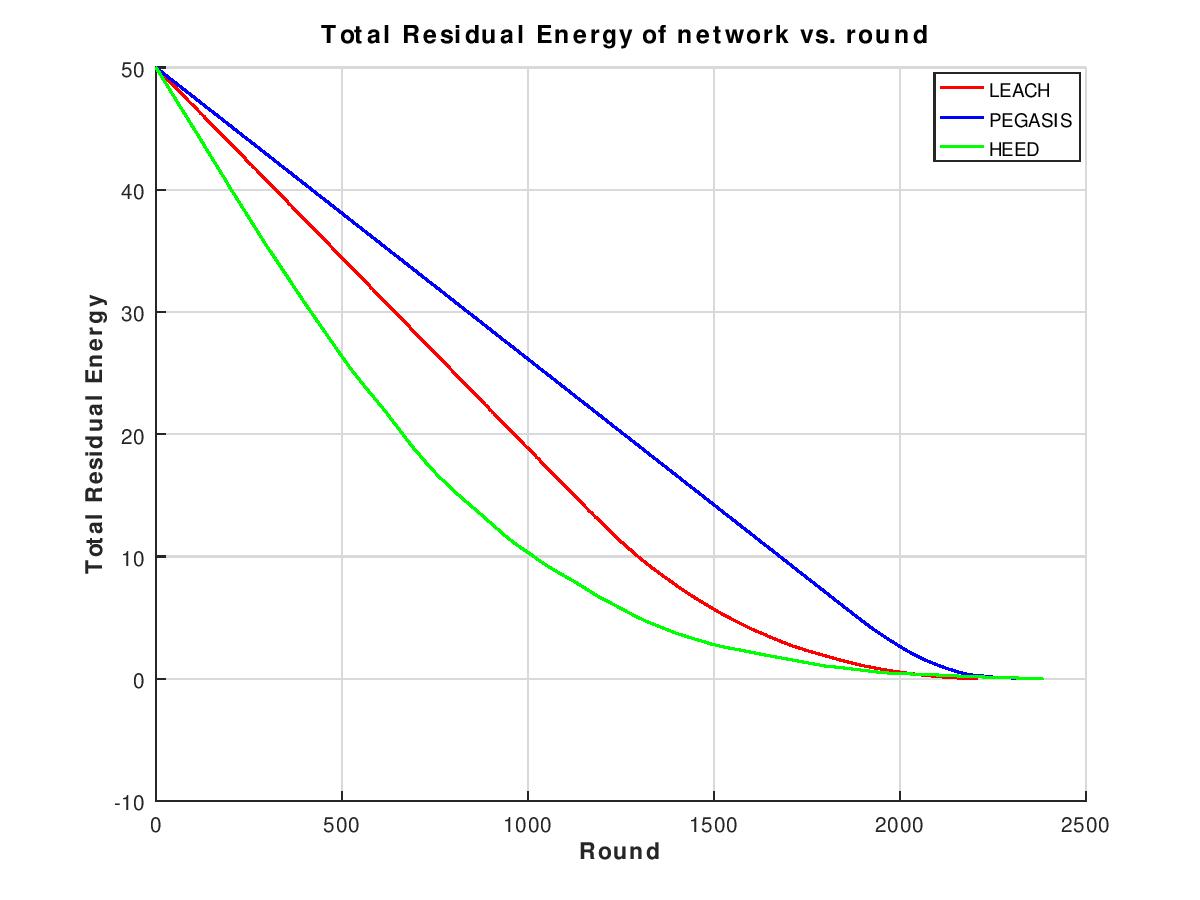 Total Residual Energy of network vs. round
LEACH
PEGASIS
HEED
50
40
30
20
10
0
-10
Total Residual Energy
0 500 1000 1500 2000 2500
Round